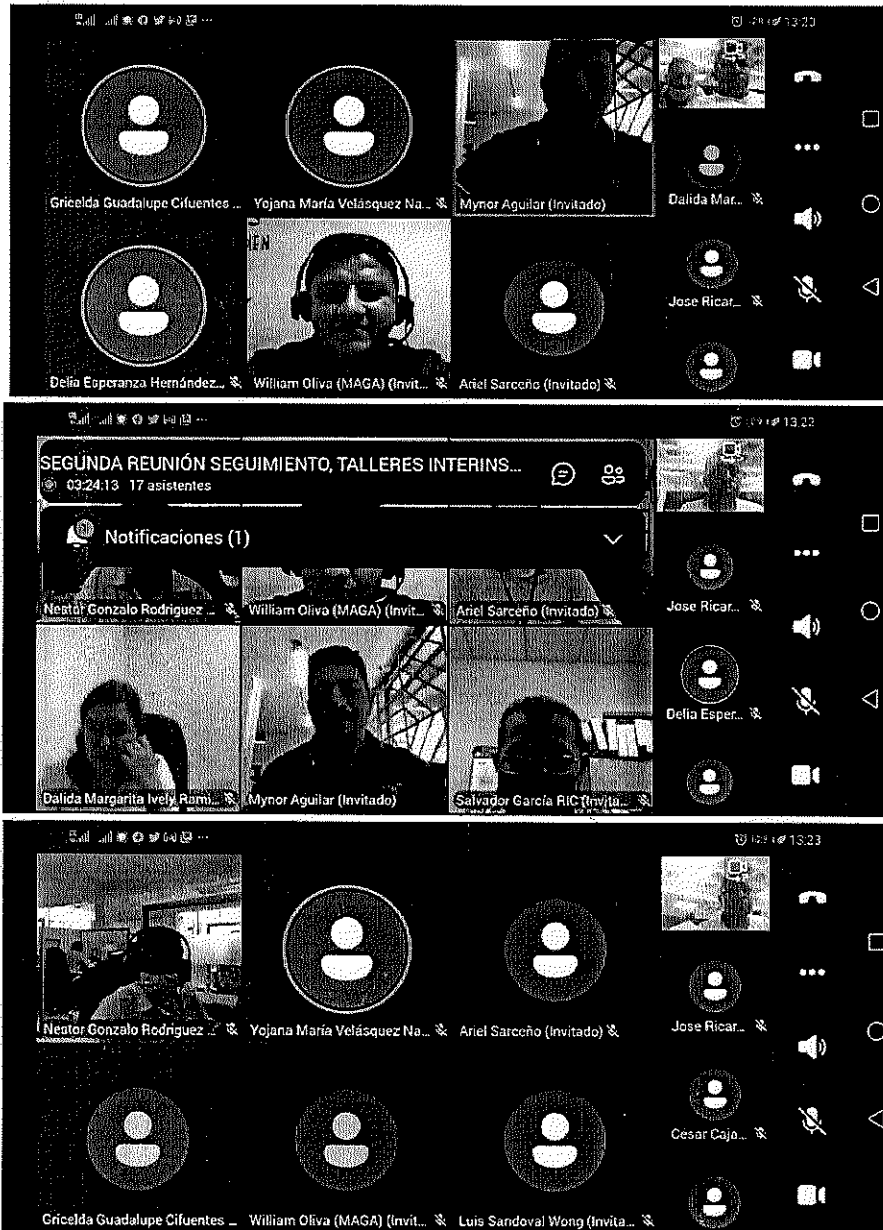 13:23
Gricelda Guadalupe Cifuentes ...
Yojana María Velásquez Na...
Mynor Aguilar (Invitado)
Dalida Mar...
Jose Ricar...
Delia Esperanza Hernández...
William Oliva (MAGA) (Invit...
Ariel Sarceño (Invitado)
13:22
SEGUNDA REUNIÓN SEGUIMIENTO, TALLERES INTERINS...
03:24:13 17 asistentes
Notificaciones (1)
Nestor Gonzalo Rodriguez ...
William Oliva (MAGA) (Invit...
Ariel Sarceño (Invitado)
Jose Ricar...
Delia Esper...
Dalida Margarita Ively Rami...
Mynor Aguilar (Invitado)
Salvador García RIC (Invita...
13:23
Nestor Gonzalo Rodriguez ...
Yojana María Velásquez Na...
Ariel Sarceño (Invitado)
Jose Ricar...
Cesar Cajo...
Gricelda Guadalupe Cifuentes ...
William Oliva (MAGA) (Invit...
Luis Sandoval Wong (Invita...